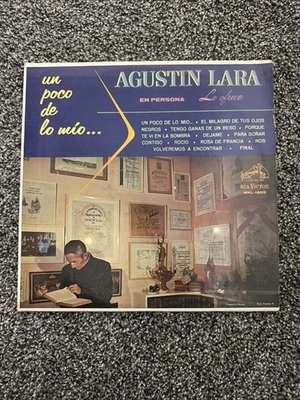 un
poco
de
lo mío...
AGUSTIN LARA
EN PERSONA Le ofrece
UN POCO DE LO MIO... • EL MILAGRO DE TUS OJOS
NEGROS • TENGO GANAS DE UN BESO • PORQUE
TE VI EN LA SOMBRA • DEJAME • PARA SOÑAR
CONTIGO • ROCIO • ROSA DE FRANCIA • NOS
VOLVEREMOS A ENCONTRAR • FINAL
RCA VICTOR